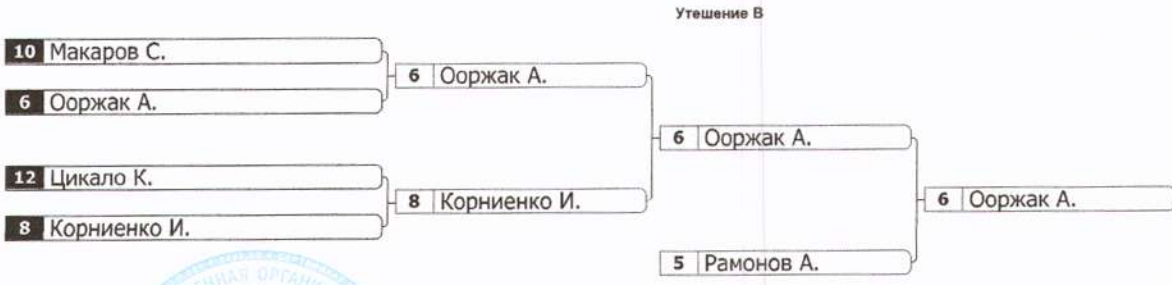 Утешение В
10 Макаров С.
6 Ооржак А.
12 Цикало К.
8 Корниенко И.
6 Ооржак А.
8 Корниенко И.
6 Ооржак А.
5 Рамонов А.
6 Ооржак А.